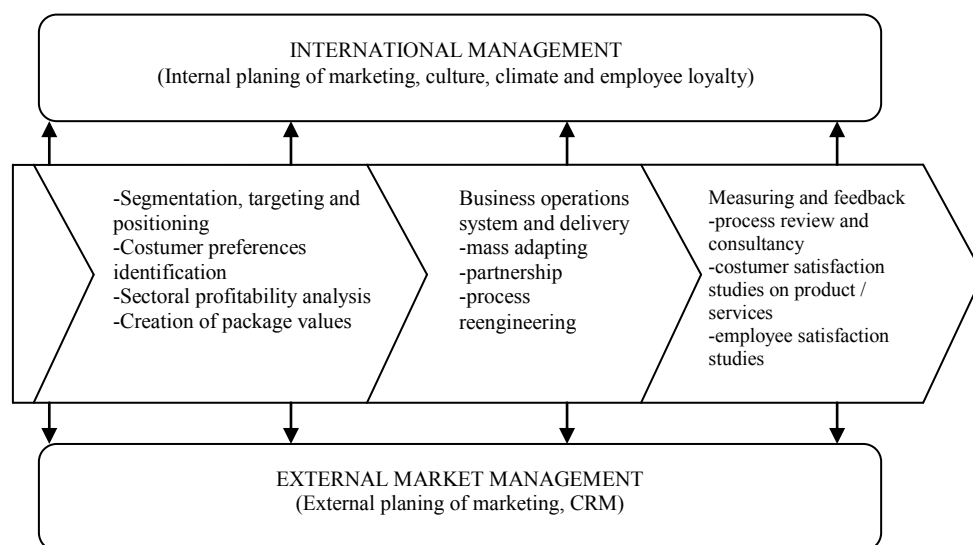 INTERNATIONAL MANAGEMENT
(Internal planing of marketing, culture, climate and employee loyalty)
-Segmentation, targeting and
positioning
-Costumer preferences
identification
-Sectoral profitability analysis
-Creation of package values
Business operations
system and delivery
-mass adapting
-partnership
-process
reengineering
Measuring and feedback
-process review and
consultancy
-costumer satisfaction
studies on product /
services
-employee satisfaction
studies
EXTERNAL MARKET MANAGEMENT
(External planing of marketing, CRM)